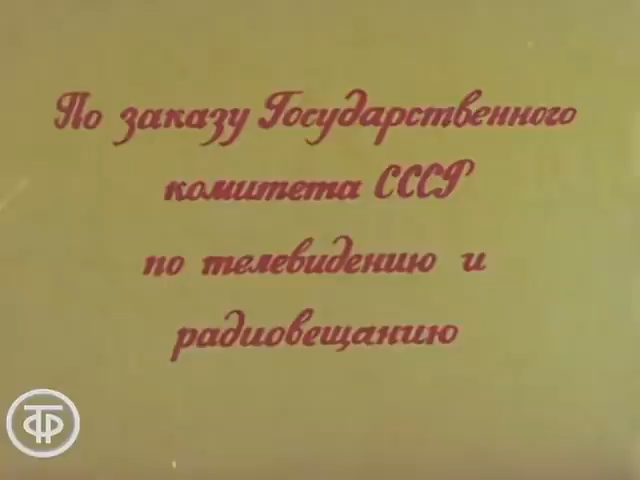 По заказу Государственного
комитета СССР
по телевидению и
радиовещанию